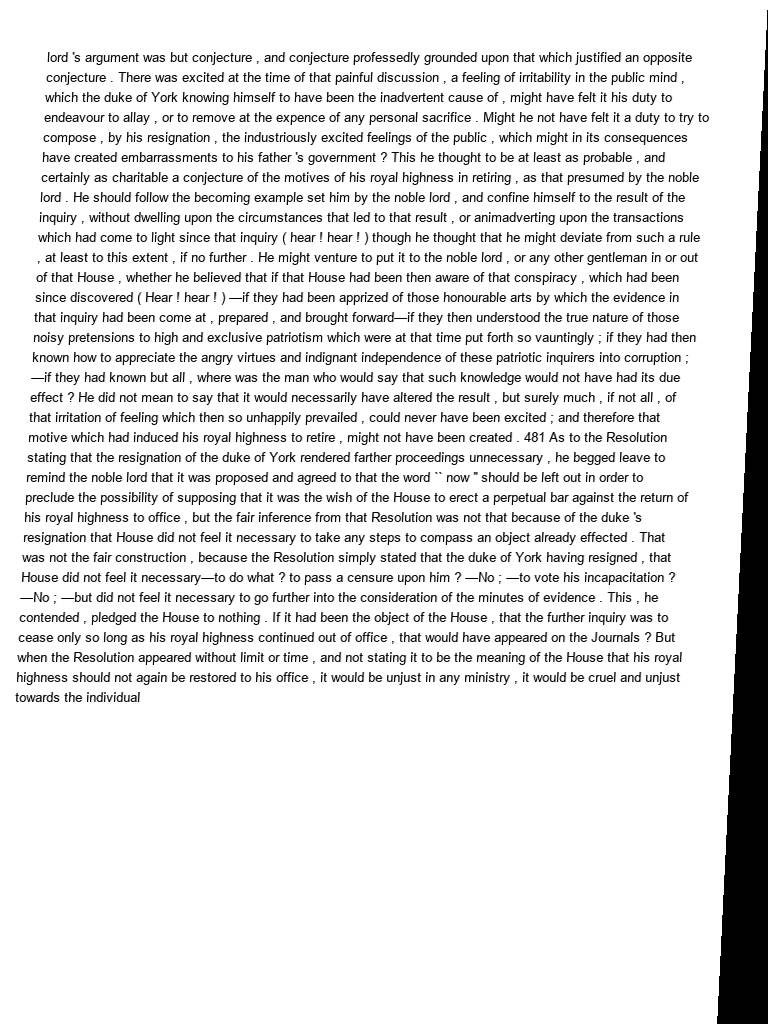 lord 's argument was but conjecture , and conjecture professedly grounded upon that which justified an opposite
conjecture . There was excited at the time of that painful discussion , a feeling of irritability in the public mind ,
which the duke of York knowing himself to have been the inadvertent cause of , might have felt it his duty to
endeavour to allay , or to remove at the expence of any personal sacrifice . Might he not have felt it a duty to try to
compose , by his resignation , the industriously excited feelings of the public , which might in its consequences
have created embarrassments to his father 's government ? This he thought to be at least as probable , and
certainly as charitable a conjecture of the motives of his royal highness in retiring , as that presumed by the noble
lord . He should follow the becoming example set him by the noble lord , and confine himself to the result of the
inquiry , without dwelling upon the circumstances that led to that result , or animadverting upon the transactions
which had come to light since that inquiry ( hear ! hear ! ) though he thought that he might deviate from such a rule
, at least to this extent , if no further . He might venture to put it to the noble lord , or any other gentleman in or out
of that House , whether he believed that if that House had been then aware of that conspiracy , which had been
since discovered ( Hear ! hear ! ) —if they had been apprized of those honourable arts by which the evidence in
that inquiry had been come at , prepared , and brought forward—if they then understood the true nature of those
noisy pretensions to high and exclusive patriotism which were at that time put forth so vauntingly ; if they had then
known how to appreciate the angry virtues and indignant independence of these patriotic inquirers into corruption ;
—if they had known but all , where was the man who would say that such knowledge would not have had its due
effect ? He did not mean to say that it would necessarily have altered the result , but surely much , if not all , of
that irritation of feeling which then so unhappily prevailed , could never have been excited ; and therefore that
motive which had induced his royal highness to retire , might not have been created . 481 As to the Resolution
stating that the resignation of the duke of York rendered farther proceedings unnecessary , he begged leave to
remind the noble lord that it was proposed and agreed to that the word `` now '' should be left out in order to
preclude the possibility of supposing that it was the wish of the House to erect a perpetual bar against the return of
his royal highness to office , but the fair inference from that Resolution was not that because of the duke 's
resignation that House did not feel it necessary to take any steps to compass an object already effected . That
was not the fair construction , because the Resolution simply stated that the duke of York having resigned , that
House did not feel it necessary—to do what ? to pass a censure upon him ? —No ; —to vote his incapacitation ?
—No ; —but did not feel it necessary to go further into the consideration of the minutes of evidence . This , he
contended , pledged the House to nothing . If it had been the object of the House , that the further inquiry was to
cease only so long as his royal highness continued out of office , that would have appeared on the Journals ? But
when the Resolution appeared without limit or time , and not stating it to be the meaning of the House that his royal
highness should not again be restored to his office , it would be unjust in any ministry , it would be cruel and unjust
towards the individual